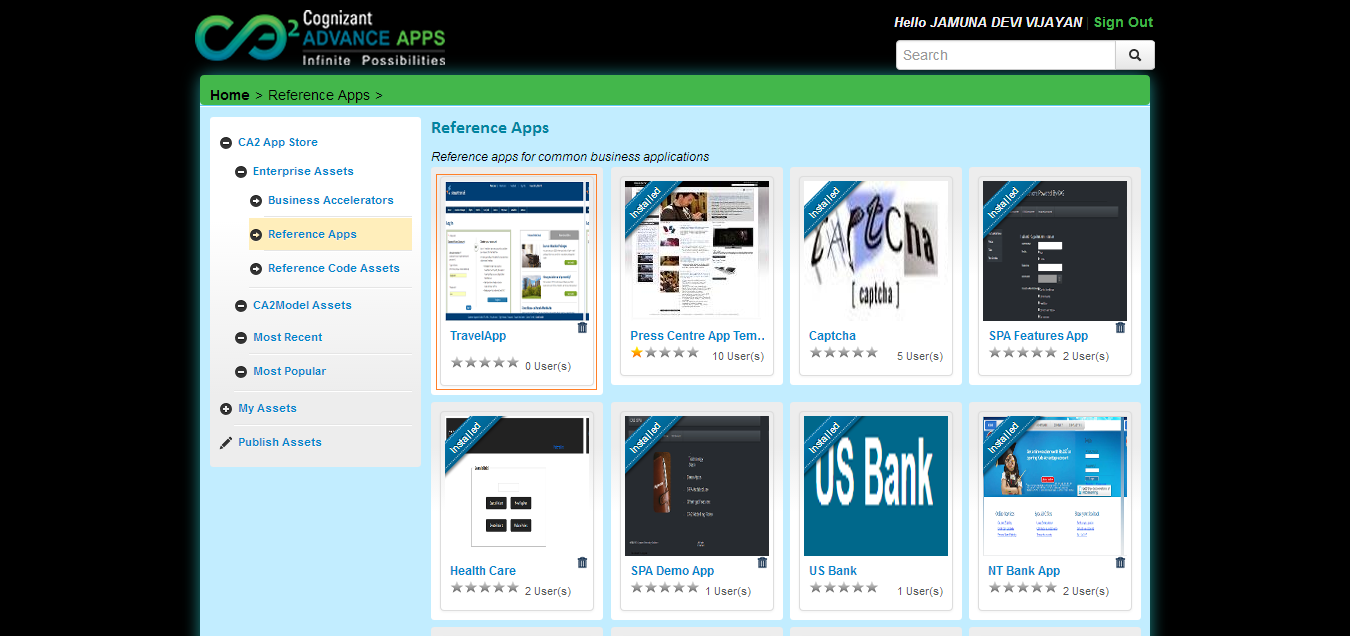 Cognizant
CA2 ADVANCE APPS
Infinite Possibilities
Hello JAMUNA DEVI VIJAYAN | Sign Out
Search
Home > Reference Apps >
CA2 App Store
Enterprise Assets
Business Accelerators
Reference Apps
Reference Code Assets
CA2Model Assets
Most Recent
Most Popular
My Assets
Publish Assets
Reference Apps
Reference apps for common business applications
TravelApp
0 User(s)
Installed
Press Centre App Tem..
10 User(s)
Installed
captcha
[ captcha ]
Captcha
5 User(s)
Installed
SPA Features App
2 User(s)
Installed
Health Care
2 User(s)
Installed
SPA Demo App
1 User(s)
Installed
US Bank
US Bank
1 User(s)
Installed
NT Bank App
2 User(s)